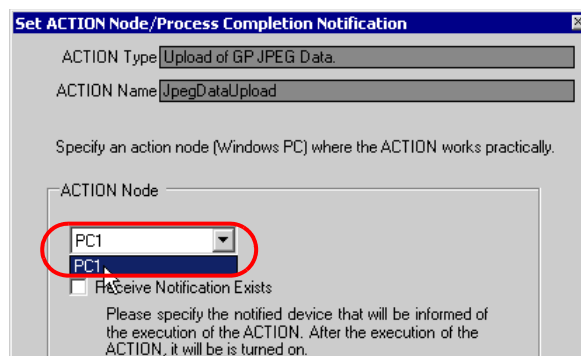 Set ACTION Node/Process Completion Notification
ACTION Type Upload of GP JPEG Data.
ACTION Name JpegDataUpload
Specify an action node (Windows PC) where the ACTION works practically.
ACTION Node
PC1
PC1
Receive Notification Exists
Please specify the notified device that will be informed of
the execution of the ACTION. After the execution of the
ACTION, it will be is turned on.